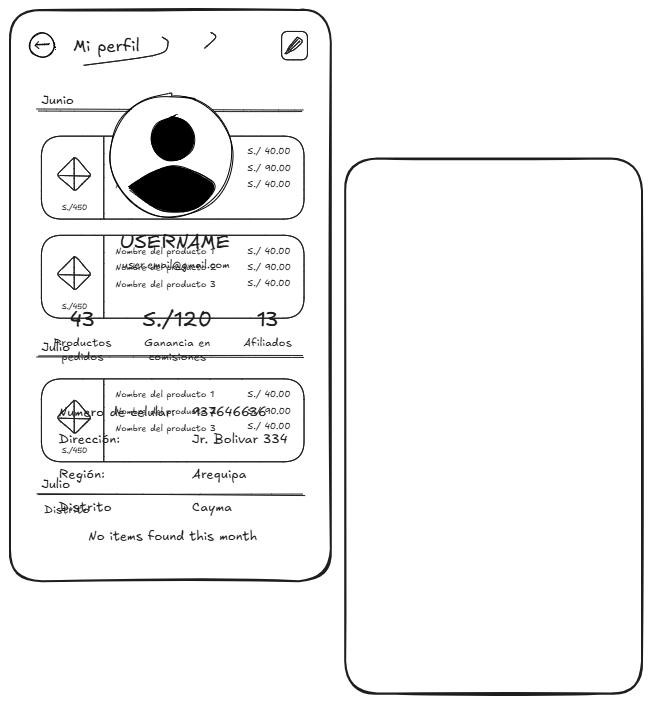 Mi perfil
Junio
S./ 40.00
S./ 90.00
S./ 40.00
S./450
USERNAME
Nombre del producto 1 S./ 40.00
Nombre del producto 2 S./ 90.00
useremail@gmail.com
Nombre del producto 3 S./ 40.00
S./450
43 S./120 13
Productos pedidos
Ganancia en comisiones
Afiliados
Julio
Nombre del producto 1 S./ 40.00
Nombre del producto 2 S./ 90.00
Numero de celular: 937646636
Nombre del producto 3 S./ 40.00
Dirección: Jr. Bolivar 334
S./450
Región: Arequipa
Julio
Distrito Cayma
Distrito
No items found this month